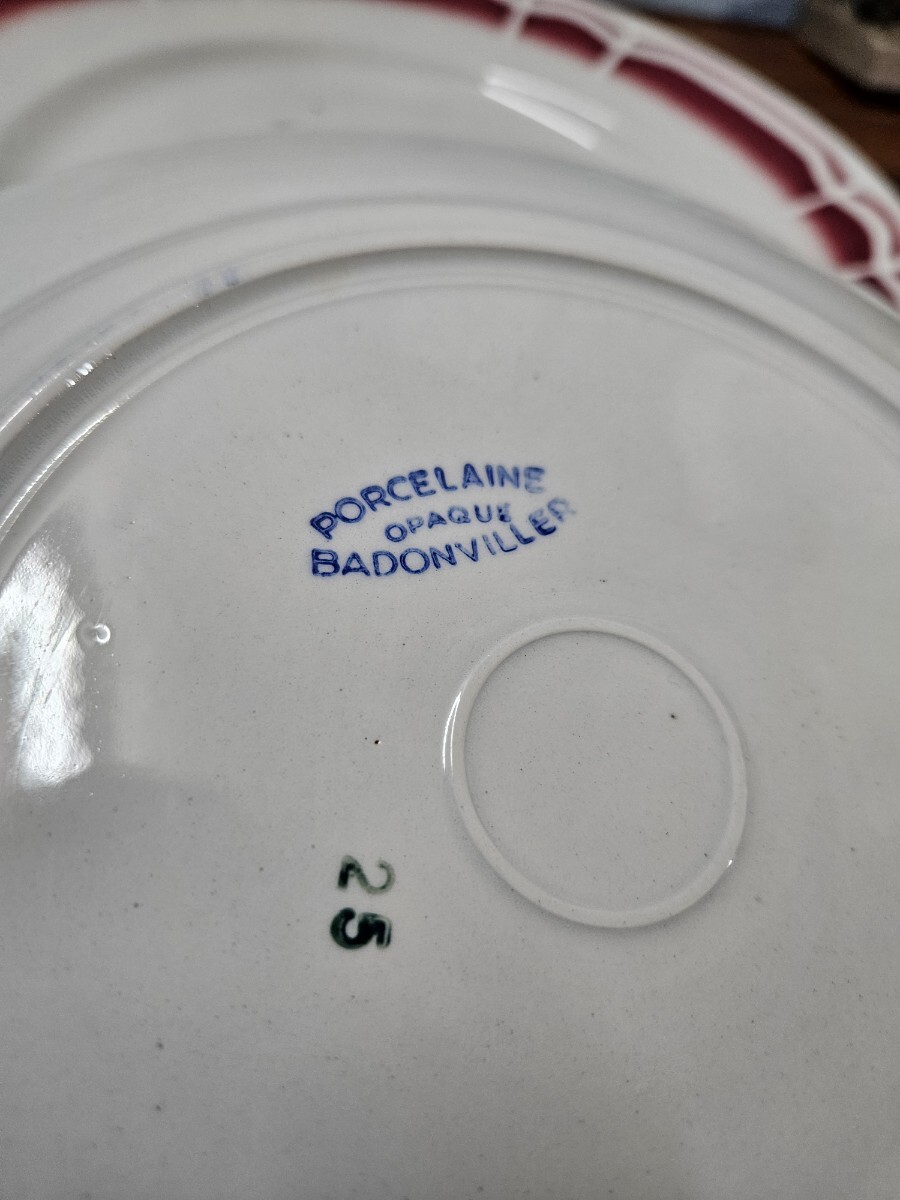 PORCELAINE
OPAQUE
BADONVILLER
25